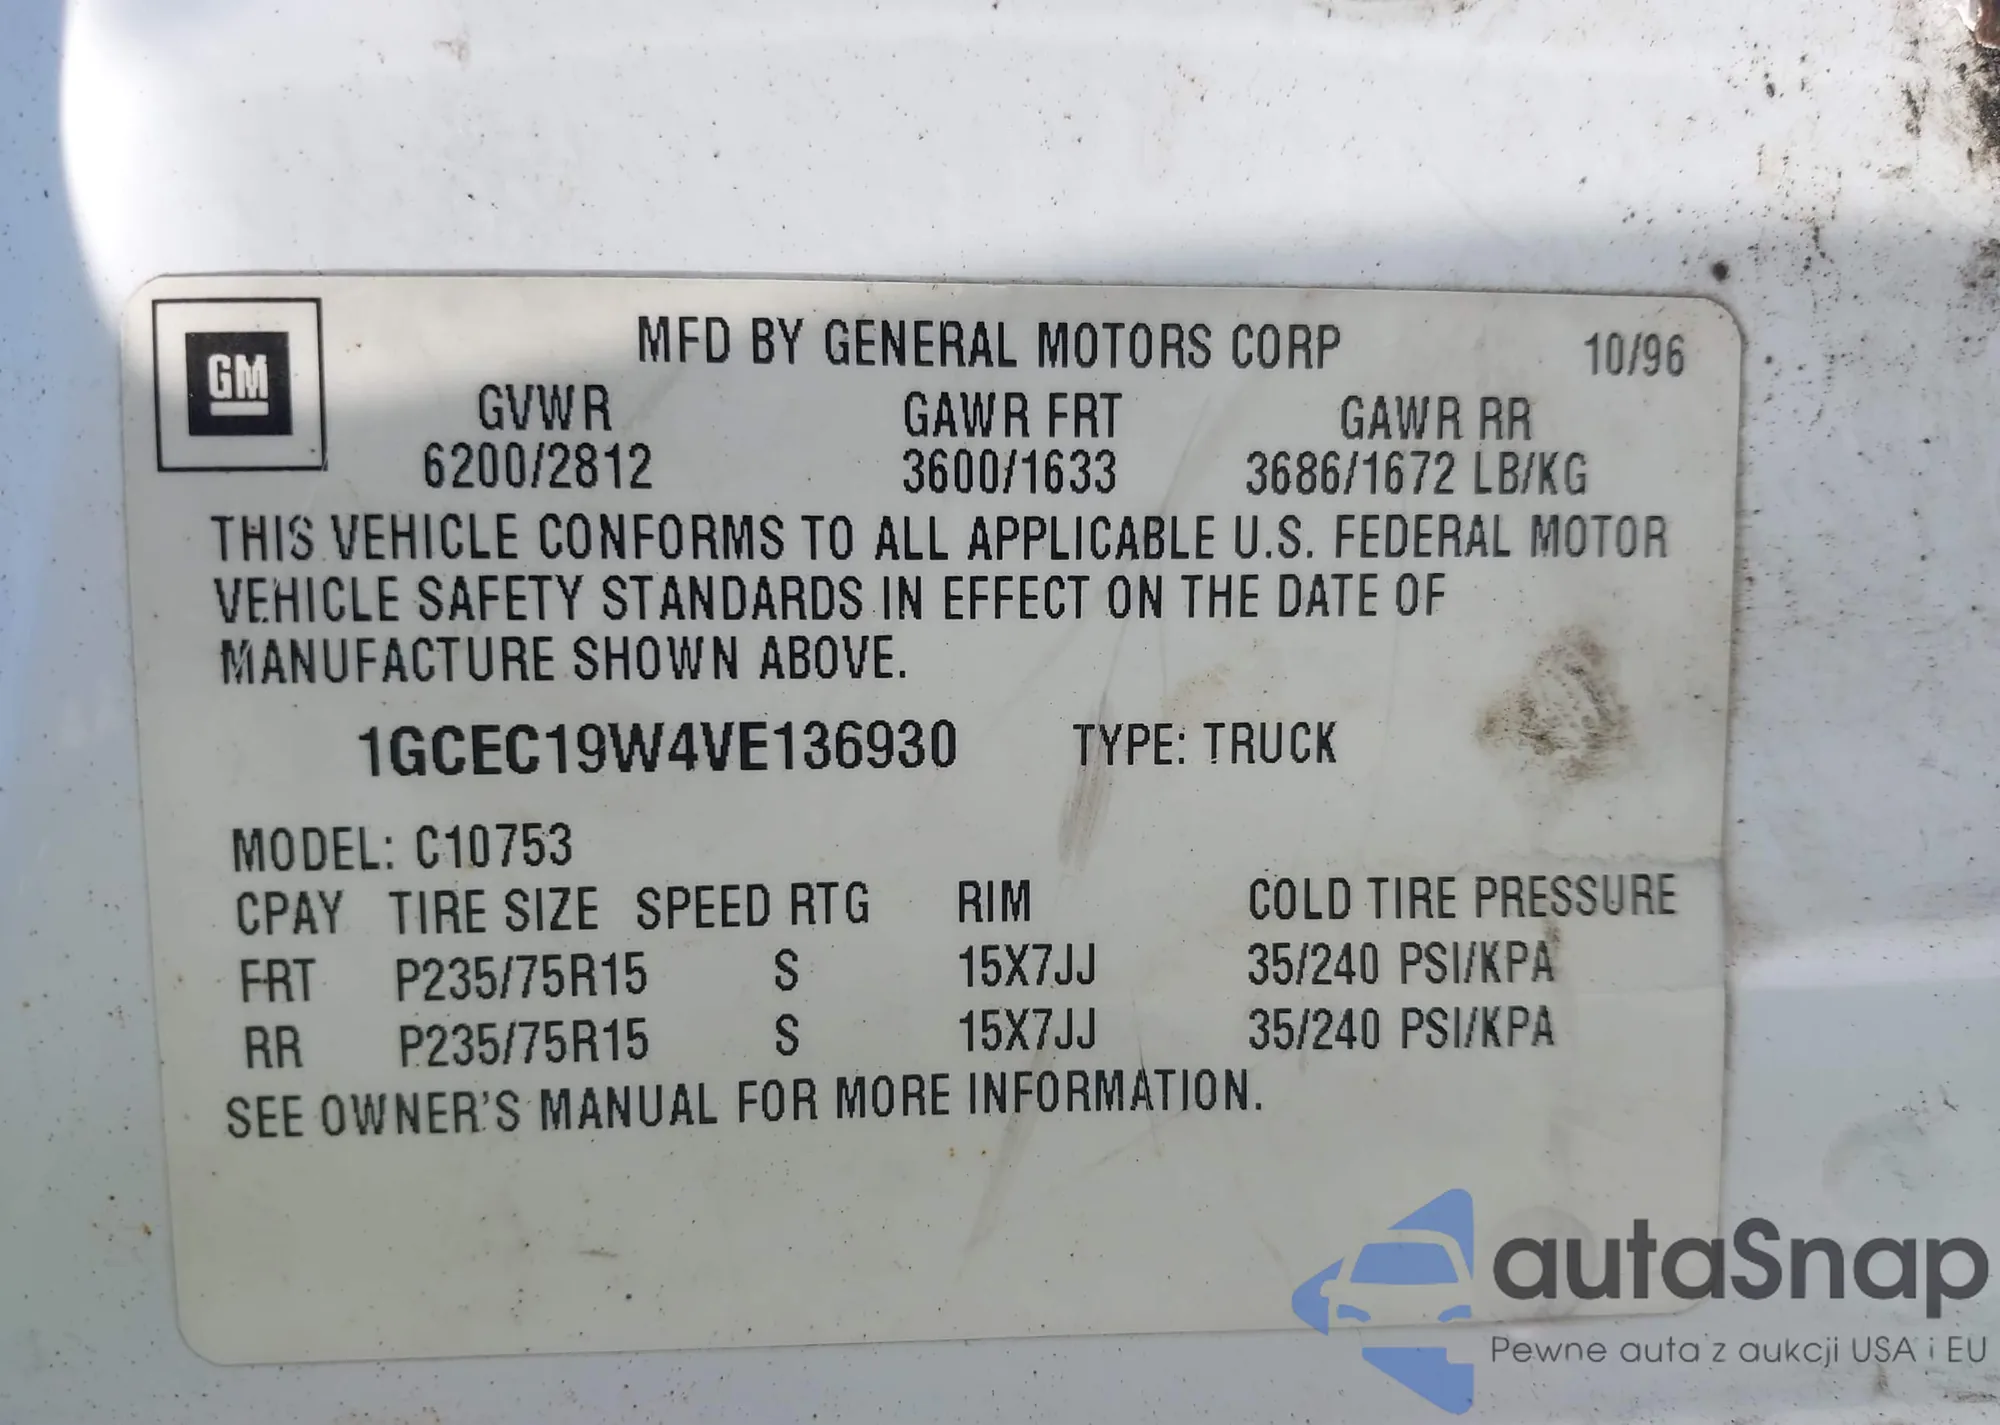 GM
MFD BY GENERAL MOTORS CORP 10/96
GVWR GAWR FRT GAWR RR
6200/2812 3600/1633 3686/1672 LB/KG
THIS VEHICLE CONFORMS TO ALL APPLICABLE U.S. FEDERAL MOTOR
VEHICLE SAFETY STANDARDS IN EFFECT ON THE DATE OF
MANUFACTURE SHOWN ABOVE.
1GCEC19W4VE136930 TYPE: TRUCK
MODEL: C10753
CPAY TIRE SIZE SPEED RTG RIM COLD TIRE PRESSURE
FRT P235/75R15 S 15X7JJ 35/240 PSI/KPA
RR P235/75R15 S 15X7JJ 35/240 PSI/KPA
SEE OWNER'S MANUAL FOR MORE INFORMATION.
autaSnap
Pewne auta z aukcji USA i EU